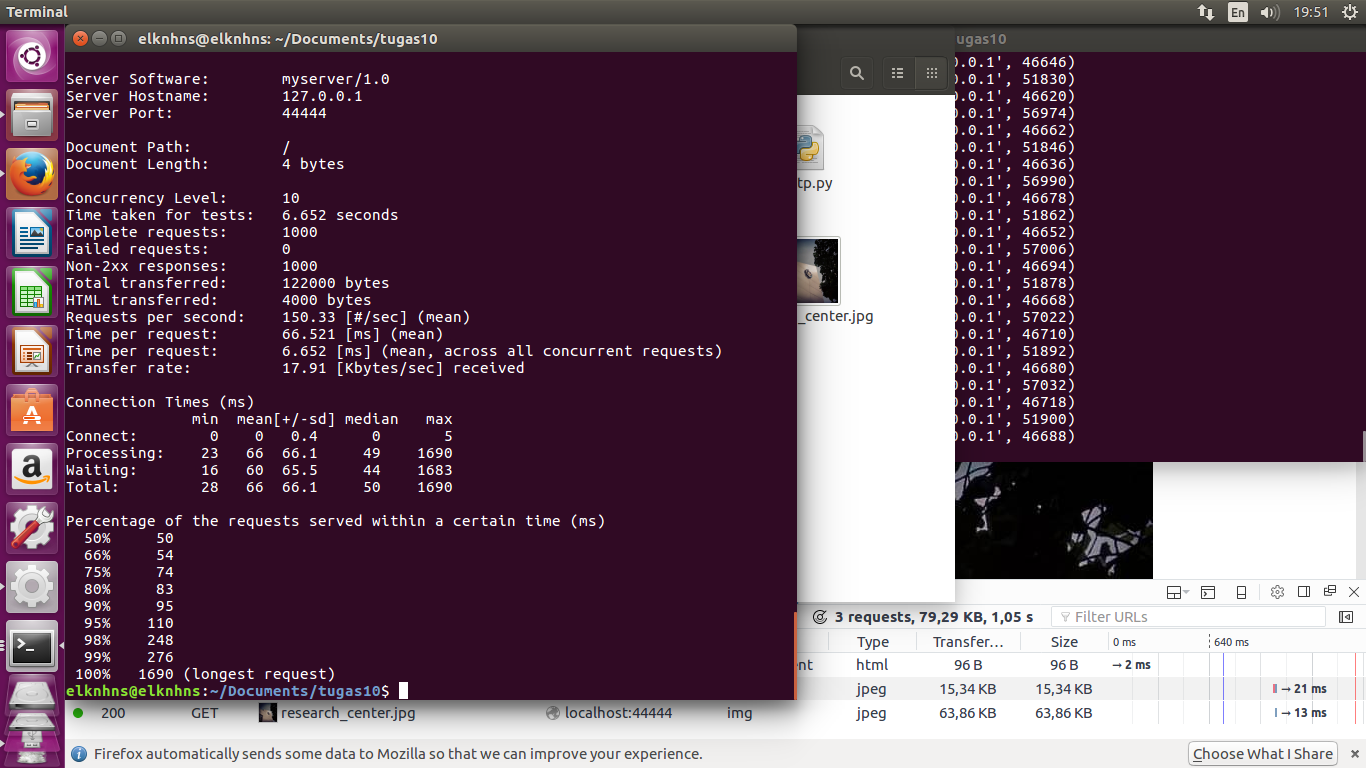 Terminal
En
19:51
elknhns@elknhns: ~/Documents/tugas10
Server Software:        myserver/1.0
Server Hostname:        127.0.0.1
Server Port:            44444
Document Path:          /
Document Length:        4 bytes
Concurrency Level:      10
Time taken for tests:   6.652 seconds
Complete requests:      1000
Failed requests:        0
Non-2xx responses:      1000
Total transferred:      122000 bytes
HTML transferred:       4000 bytes
Requests per second:    150.33 [#/sec] (mean)
Time per request:       66.521 [ms] (mean)
Time per request:       6.652 [ms] (mean, across all concurrent requests)
Transfer rate:          17.91 [Kbytes/sec] received
Connection Times (ms)
              min  mean[+/-sd] median   max
Connect:        0    0   0.4      0       5
Processing:    23   66  66.1     49    1690
Waiting:       16   60  65.5     44    1683
Total:         28   66  66.1     50    1690
Percentage of the requests served within a certain time (ms)
  50%     50
  66%     54
  75%     74
  80%     83
  90%     95
  95%    110
  98%    248
  99%    276
 100%   1690 (longest request)
elknhns@elknhns:~/Documents/tugas10$
tp.py
_center.jpg
ugas10
0.0.1', 46646)
0.0.1', 51830)
0.0.1', 46620)
0.0.1', 56974)
0.0.1', 46662)
0.0.1', 51846)
0.0.1', 46636)
0.0.1', 56990)
0.0.1', 46678)
0.0.1', 51862)
0.0.1', 46652)
0.0.1', 57006)
0.0.1', 46694)
0.0.1', 51878)
0.0.1', 46668)
0.0.1', 57022)
0.0.1', 46710)
0.0.1', 51892)
0.0.1', 46680)
0.0.1', 57032)
0.0.1', 46718)
0.0.1', 51900)
0.0.1', 46688)
3 requests, 79,29 KB, 1,05 s
Filter URLs
Type Transfer... Size 0 ms 640 ms
nt html 96 B 96 B → 2 ms
jpeg 15,34 KB 15,34 KB → 21 ms
200 GET research_center.jpg localhost:44444 img jpeg 63,86 KB 63,86 KB → 13 ms
Firefox automatically sends some data to Mozilla so that we can improve your experience.
Choose What I Share